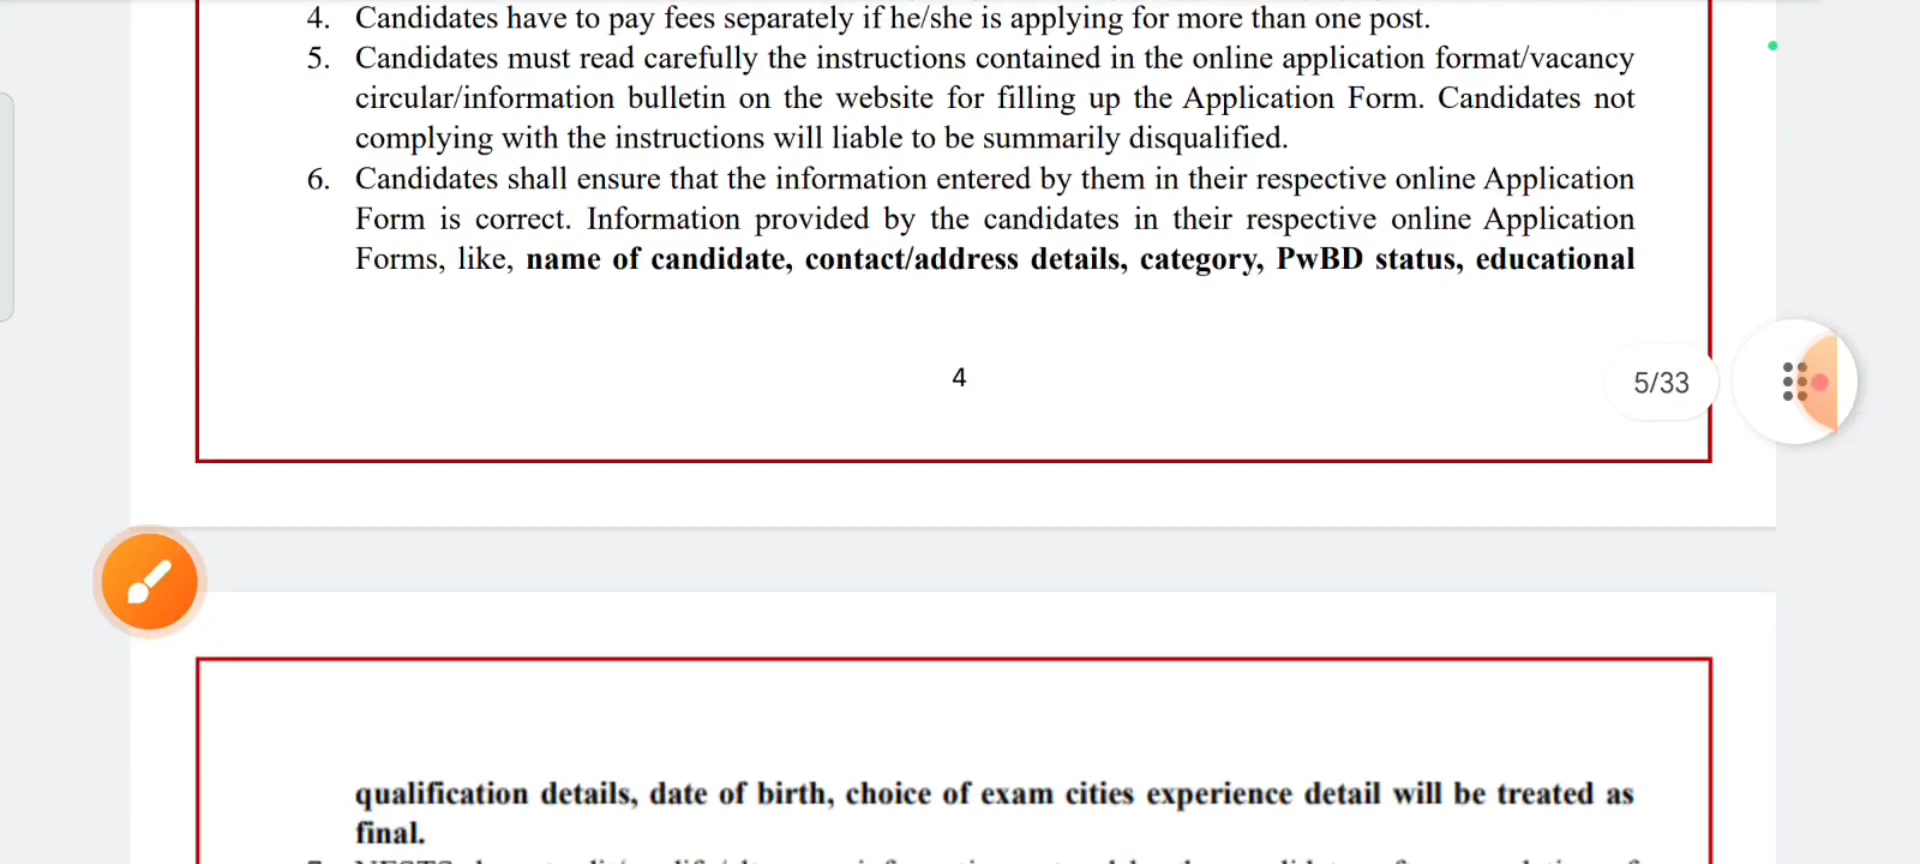 4. Candidates have to pay fees separately if he/she is applying for more than one post.
5. Candidates must read carefully the instructions contained in the online application format/vacancy
circular/information bulletin on the website for filling up the Application Form. Candidates not
complying with the instructions will liable to be summarily disqualified.
6. Candidates shall ensure that the information entered by them in their respective online Application
Form is correct. Information provided by the candidates in their respective online Application
Forms, like, name of candidate, contact/address details, category, PwBD status, educational
4
5/33
qualification details, date of birth, choice of exam cities experience detail will be treated as
final.